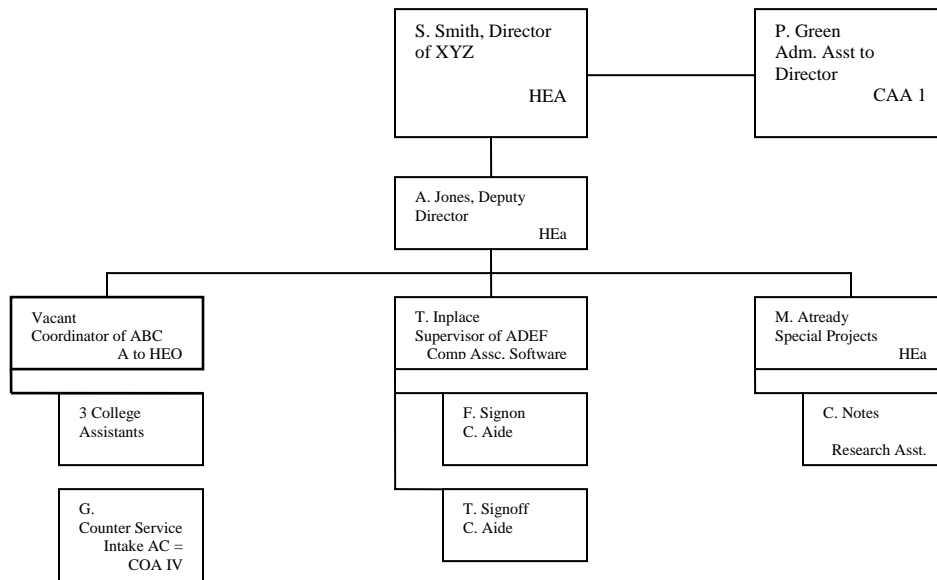 S. Smith, Director
of XYZ
HEA
P. Green
Adm. Asst to
Director
CAA 1
A. Jones, Deputy
Director
HEa
Vacant
Coordinator of ABC
A to HEO
T. Inplace
Supervisor of ADEF
Comp Assc. Software
M. Atready
Special Projects
HEa
3 College
Assistants
F. Signon
C. Aide
C. Notes
Research Asst.
G.
Counter Service
Intake AC =
COA IV
T. Signoff
C. Aide